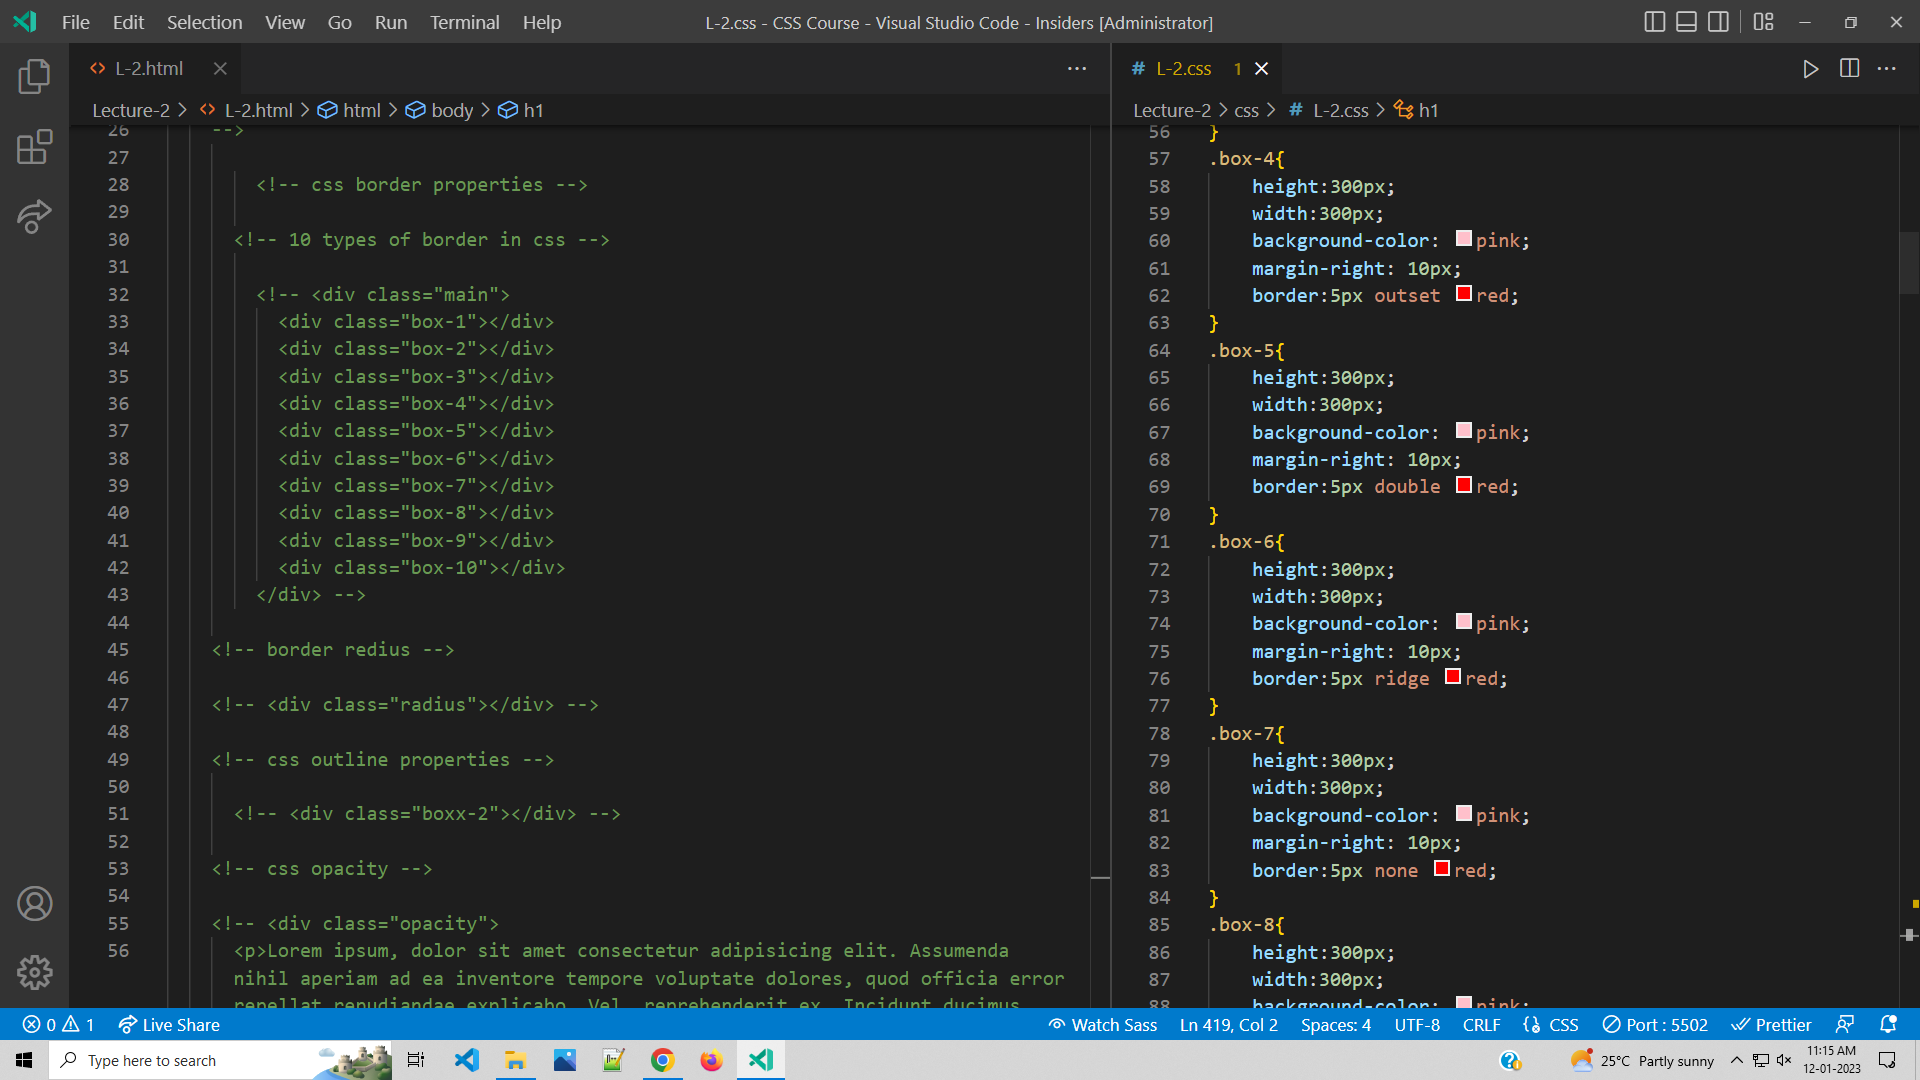 File Edit Selection View Go Run Terminal Help
L-2.css - CSS Course - Visual Studio Code - Insiders [Administrator]
L-2.html
Lecture-2 > L-2.html > html > body > h1
26 -->
27
28 <!-- css border properties -->
29
30 <!-- 10 types of border in css -->
31
32 <!-- <div class="main">
33 <div class="box-1"></div>
34 <div class="box-2"></div>
35 <div class="box-3"></div>
36 <div class="box-4"></div>
37 <div class="box-5"></div>
38 <div class="box-6"></div>
39 <div class="box-7"></div>
40 <div class="box-8"></div>
41 <div class="box-9"></div>
42 <div class="box-10"></div>
43 </div> -->
44
45 <!-- border redius -->
46
47 <!-- <div class="radius"></div> -->
48
49 <!-- css outline properties -->
50
51 <!-- <div class="boxx-2"></div> -->
52
53 <!-- css opacity -->
54
55 <!-- <div class="opacity">
56 <p>Lorem ipsum, dolor sit amet consectetur adipisicing elit. Assumenda
nihil aperiam ad ea inventore tempore voluptate dolores, quod officia error
repellat repudiandae explicabo. Vel, reprehenderit ex. Incidunt ducimus
# L-2.css 1
Lecture-2 > css > # L-2.css > h1
56 }
57 .box-4{
58 height:300px;
59 width:300px;
60 background-color: pink;
61 margin-right: 10px;
62 border:5px outset red;
63 }
64 .box-5{
65 height:300px;
66 width:300px;
67 background-color: pink;
68 margin-right: 10px;
69 border:5px double red;
70 }
71 .box-6{
72 height:300px;
73 width:300px;
74 background-color: pink;
75 margin-right: 10px;
76 border:5px ridge red;
77 }
78 .box-7{
79 height:300px;
80 width:300px;
81 background-color: pink;
82 margin-right: 10px;
83 border:5px none red;
84 }
85 .box-8{
86 height:300px;
87 width:300px;
88 background-color: pink;
0 1 Live Share
Watch Sass Ln 419, Col 2 Spaces: 4 UTF-8 CRLF CSS Port : 5502 Prettier
Type here to search
25°C Partly sunny
11:15 AM
12-01-2023